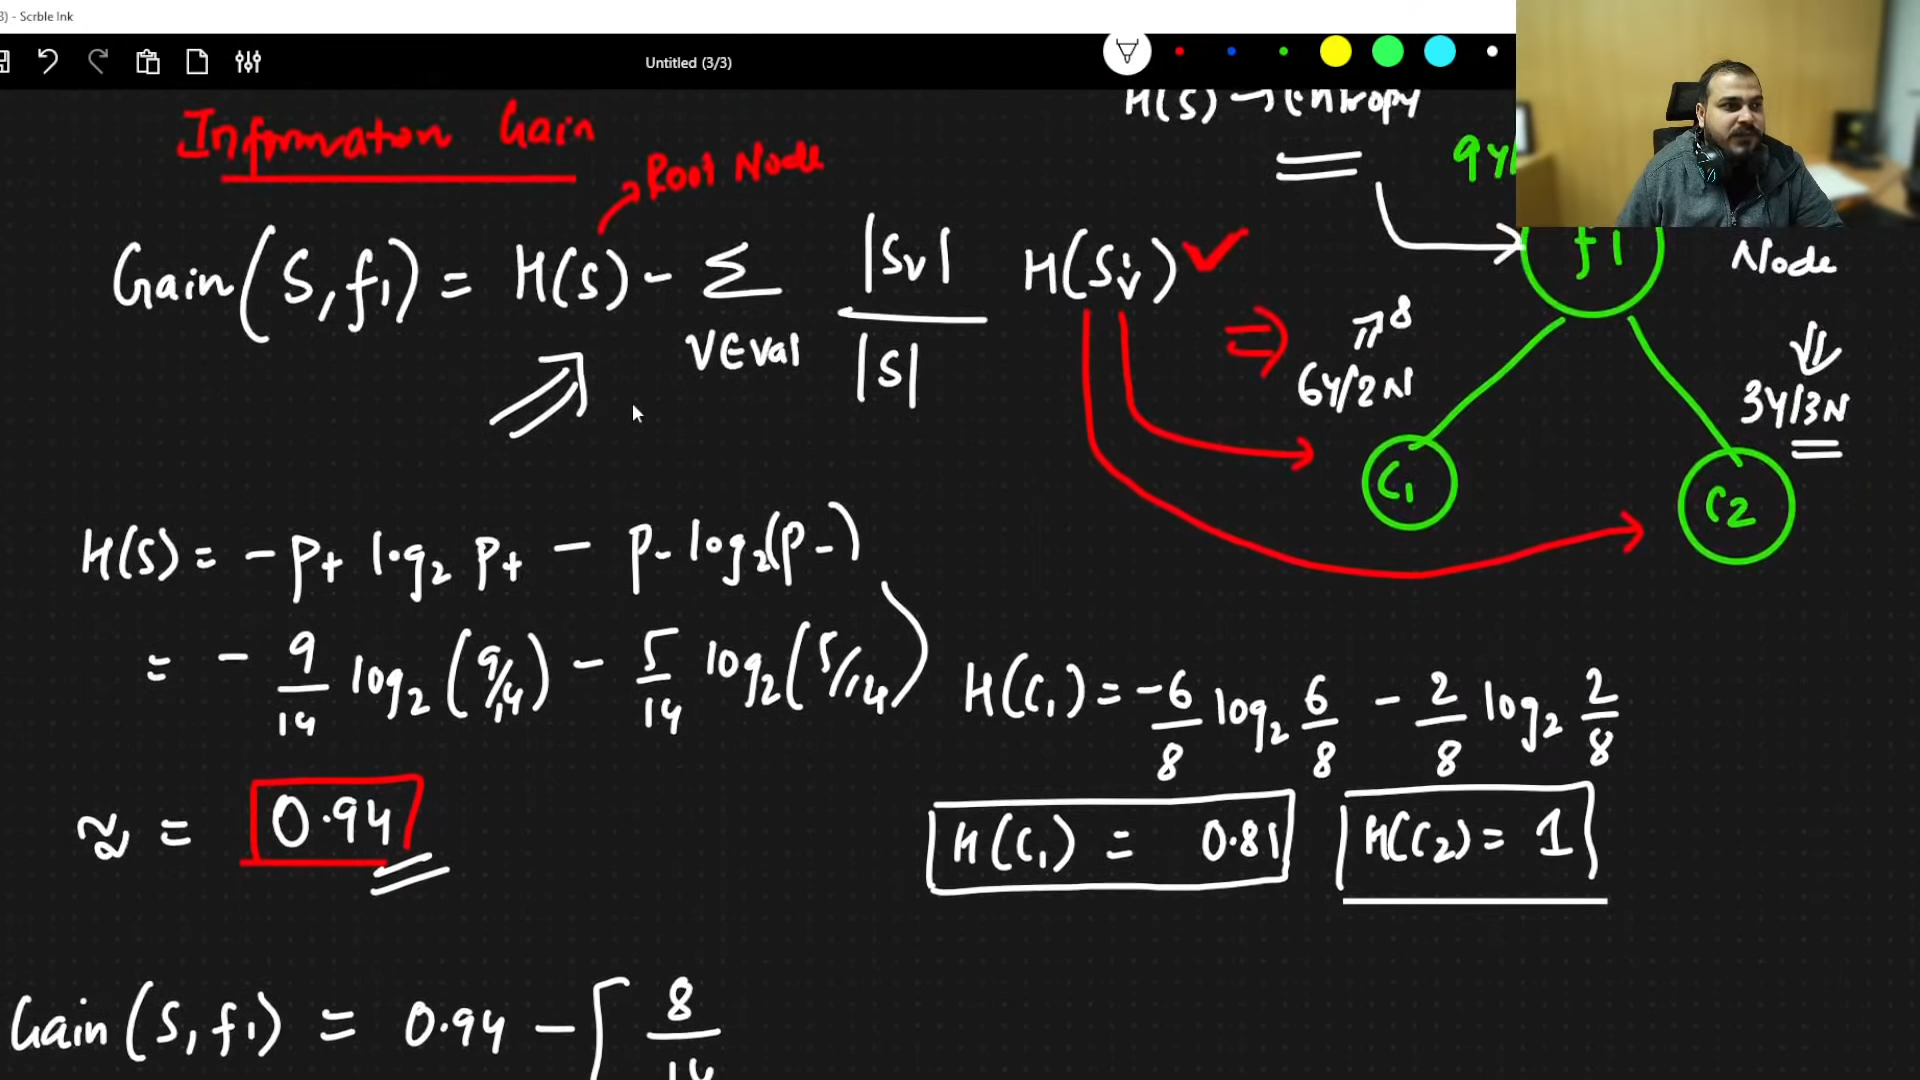 3) - Scrble Ink
Untitled (3/3)
Information Gain
Root Node
H(S) → Entropy
9Y/
Gain(S, f1) = H(S) - Σ |Sv| / |S| H(Sv)
V∈Val
f1
Node
8
6Y/2N
3Y/3N
C1
C2
H(S) = - P+ log2 P+ - P- log2(P-)
= - 9/14 log2(9/14) - 5/14 log2(5/14)
≈ = 0.94
H(C1) = -6/8 log2 6/8 - 2/8 log2 2/8
H(C1) = 0.81
H(C2) = 1
Gain(S, f1) = 0.94 - [ 8/14